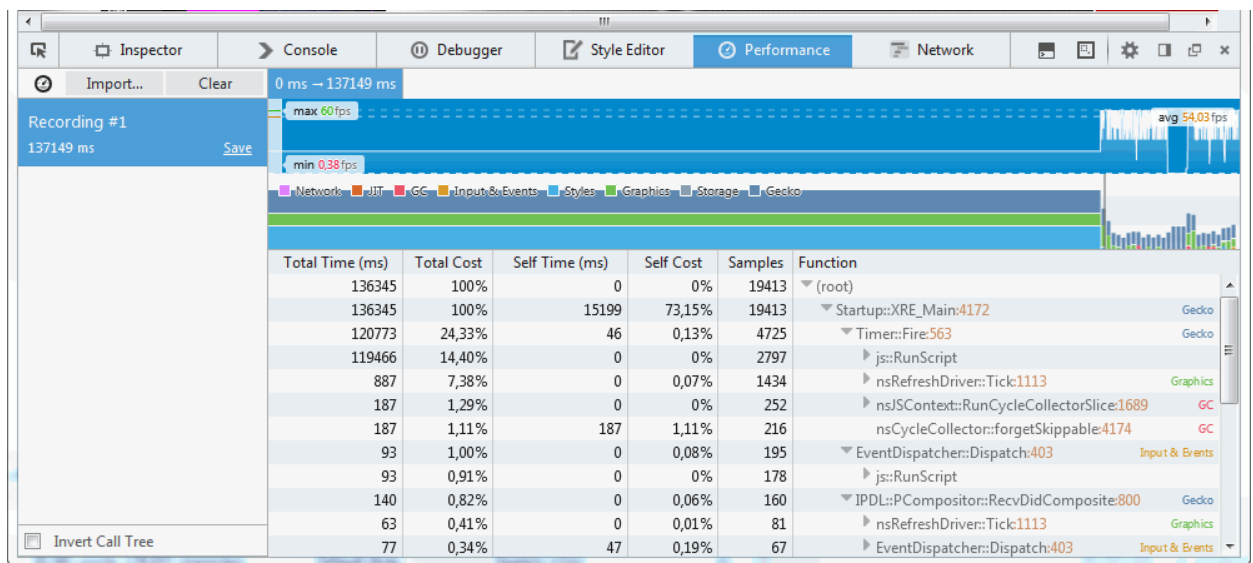 Inspector Console Debugger Style Editor Performance Network
Import... Clear 0 ms → 137149 ms
Recording #1
137149 ms Save
max 60 fps
avg 54,03 fps
min 0,38 fps
Network JIT GC Input & Events Styles Graphics Storage Gecko
Total Time (ms) Total Cost Self Time (ms) Self Cost Samples Function
136345 100% 0 0% 19413 (root)
136345 100% 15199 73,15% 19413 Startup::XRE_Main:4172 Gecko
120773 24,33% 46 0,13% 4725 Timer::Fire:563 Gecko
119466 14,40% 0 0% 2797 js::RunScript
887 7,38% 0 0,07% 1434 nsRefreshDriver::Tick:1113 Graphics
187 1,29% 0 0% 252 nsJSContext::RunCycleCollectorSlice:1689 GC
187 1,11% 187 1,11% 216 nsCycleCollector::forgetSkippable:4174 GC
93 1,00% 0 0,08% 195 EventDispatcher::Dispatch:403 Input & Events
93 0,91% 0 0% 178 js::RunScript
140 0,82% 0 0,06% 160 IPDL::PCompositor::RecvDidComposite:800 Gecko
63 0,41% 0 0,01% 81 nsRefreshDriver::Tick:1113 Graphics
77 0,34% 47 0,19% 67 EventDispatcher::Dispatch:403 Input & Events
Invert Call Tree